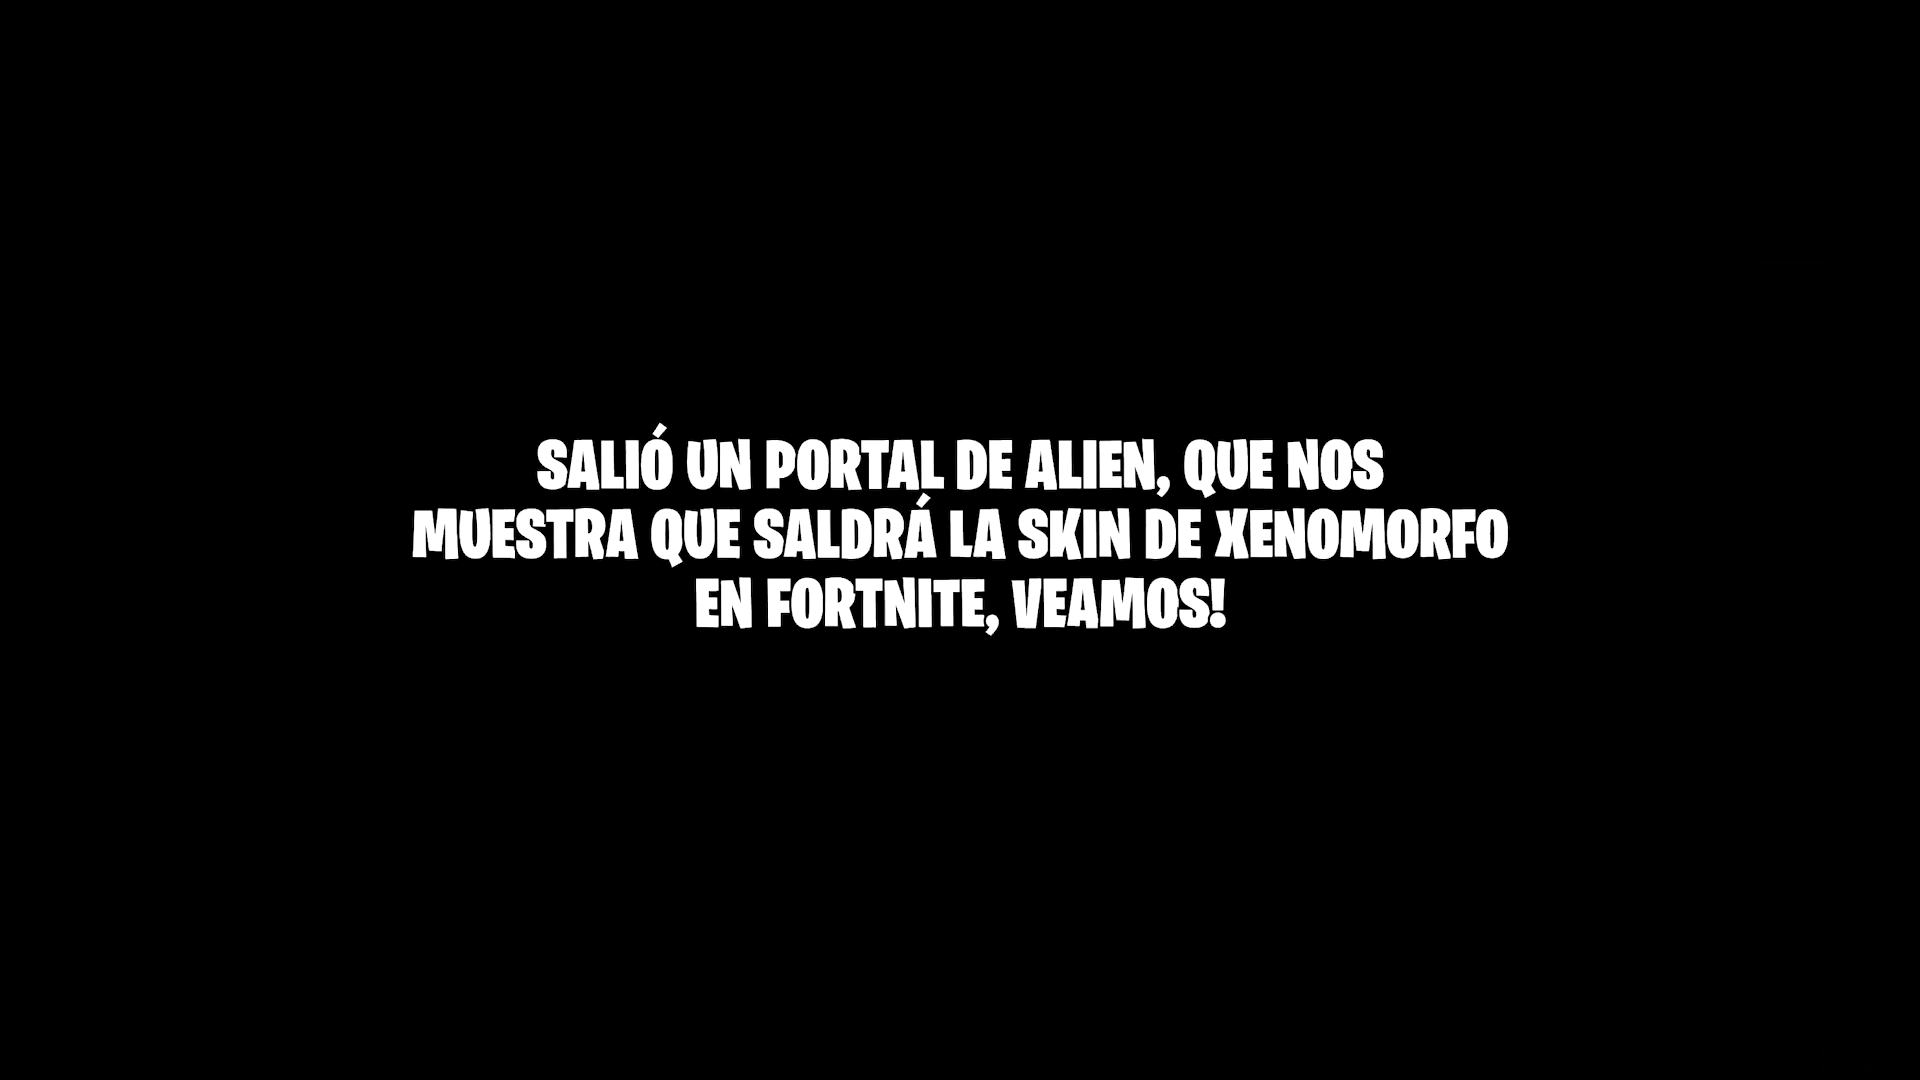 SALIÓ UN PORTAL DE ALIEN, QUE NOS
MUESTRA QUE SALDRÁ LA SKIN DE XENOMORFO
EN FORTNITE, VEAMOS!